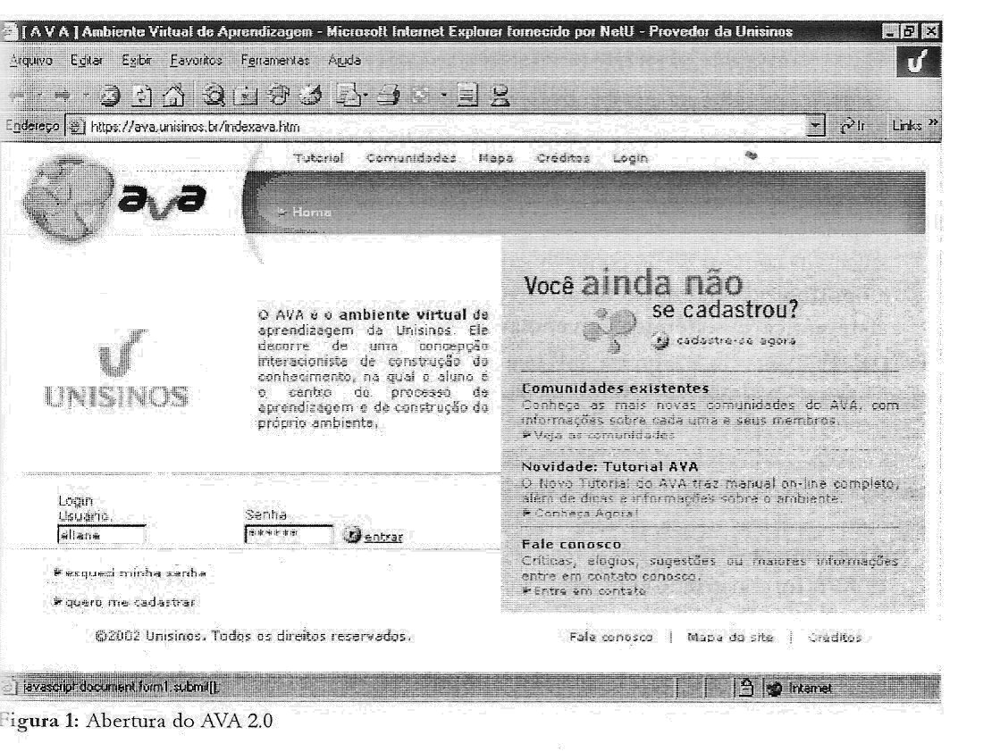 [ A V A ] Ambiente Virtual de Aprendizagem - Microsoft Internet Explorer fornecido por NetU - Provedor da Unisinos
Arquivo Editar Exibir Favoritos Ferramentas Ajuda
Endereço https://ava.unisinos.br/indexava.htm Ir Links »
Tutorial Comunidades Mapa Créditos Login
ava
Home
Você ainda não
se cadastrou?
cadastre-se agora
O AVA é o ambiente virtual de
aprendizagem da Unisinos. Ele
decorre de uma concepção
interacionista de construção do
conhecimento, na qual o aluno é
o centro do processo de
aprendizagem e de construção do
próprio ambiente.
UNISINOS
Comunidades existentes
Conheça as mais novas comunidades do AVA, com
informações sobre cada uma e seus membros.
Veja as comunidades
Novidade: Tutorial AVA
O Novo Tutorial do AVA traz manual on-line completo,
além de dicas e informações sobre o ambiente.
Conheça Agora!
Login
Usuário Senha
eliane ****** entrar
Fale conosco
Críticas, elogios, sugestões ou maiores informações
entre em contato conosco.
Entre em contato
esqueci minha senha
quero me cadastrar
©2002 Unisinos. Todos os direitos reservados.
Fale conosco | Mapa do site | Créditos
javascript:document.form1.submit(); Internet
Figura 1: Abertura do AVA 2.0